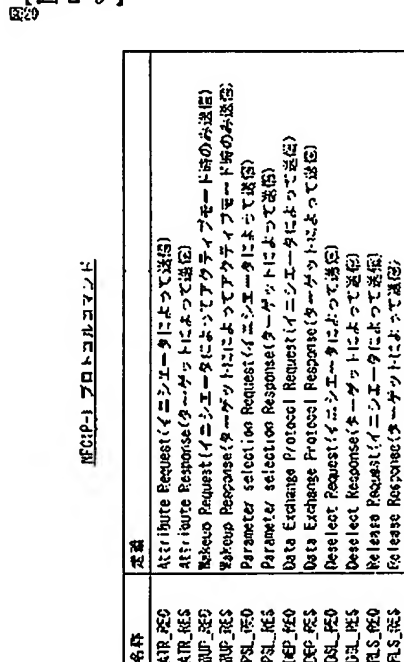 図29
NFCIP-1 プロトコルコマンド
名称 定義
ATR_REQ Attribute Request(イニシエータによって送信)
ATR_RES Attribute Response(ターゲットによって送信)
WUP_REQ Wakeup Request(イニシエータによってアクティブモード時のみ送信)
WUP_RES Wakeup Response(ターゲットにによってアクティブモード時のみ送信)
PSL_REQ Parameter selection Request(イニシエータによって送信)
PSL_RES Parameter selection Response(ターゲットによって送信)
DEP_REQ Data Exchange Protocol Request(イニシエータによって送信)
DEP_RES Data Exchange Protocol Response(ターゲットによって送信)
DSL_REQ Deselect Request(イニシエータによって送信)
DSL_RES Deselect Response(ターゲットによって送信)
RLS_REQ Release Request(イニシエータによって送信)
RLS_RES Release Response(ターゲットによって送信)